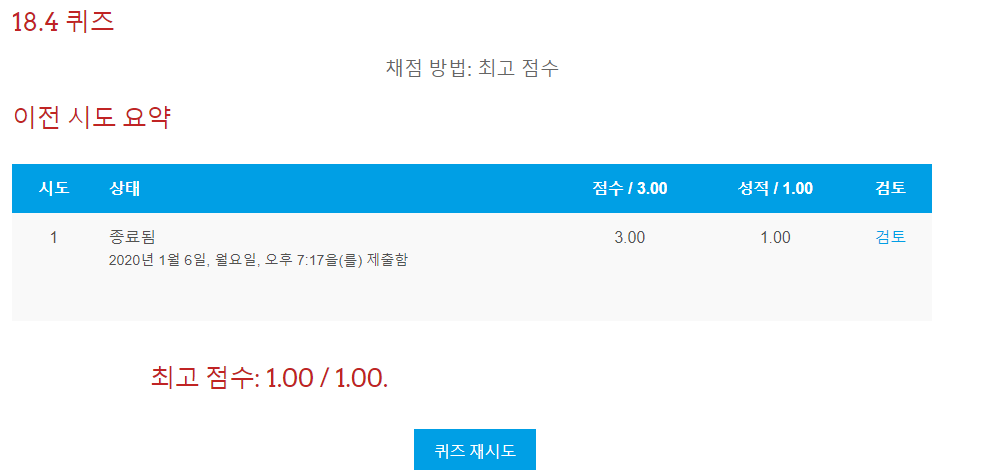 18.4 퀴즈
채점 방법: 최고 점수
이전 시도 요약
시도 상태 점수 / 3.00 성적 / 1.00 검토
1 종료됨 3.00 1.00 검토
2020년 1월 6일, 월요일, 오후 7:17을(를) 제출함
최고 점수: 1.00 / 1.00.
퀴즈 재시도